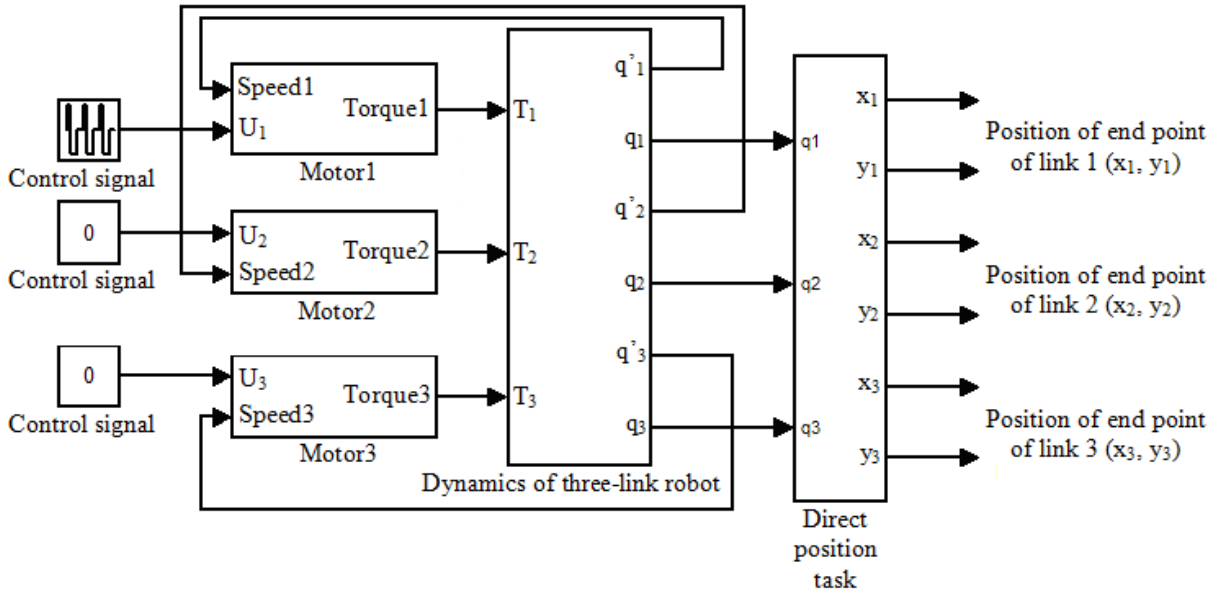 Speed1
Torque1
U₁
Motor1
Control signal
0
Control signal
U₂
Torque2
Speed2
Motor2
0
Control signal
U₃
Torque3
Speed3
Motor3
T₁
T₂
T₃
q’₁
q₁
q’₂
q₂
q’₃
q₃
Dynamics of three-link robot
q1
q2
q3
x₁
y₁
x₂
y₂
x₃
y₃
Direct
position
task
Position of end point
of link 1 (x₁, y₁)
Position of end point
of link 2 (x₂, y₂)
Position of end point
of link 3 (x₃, y₃)